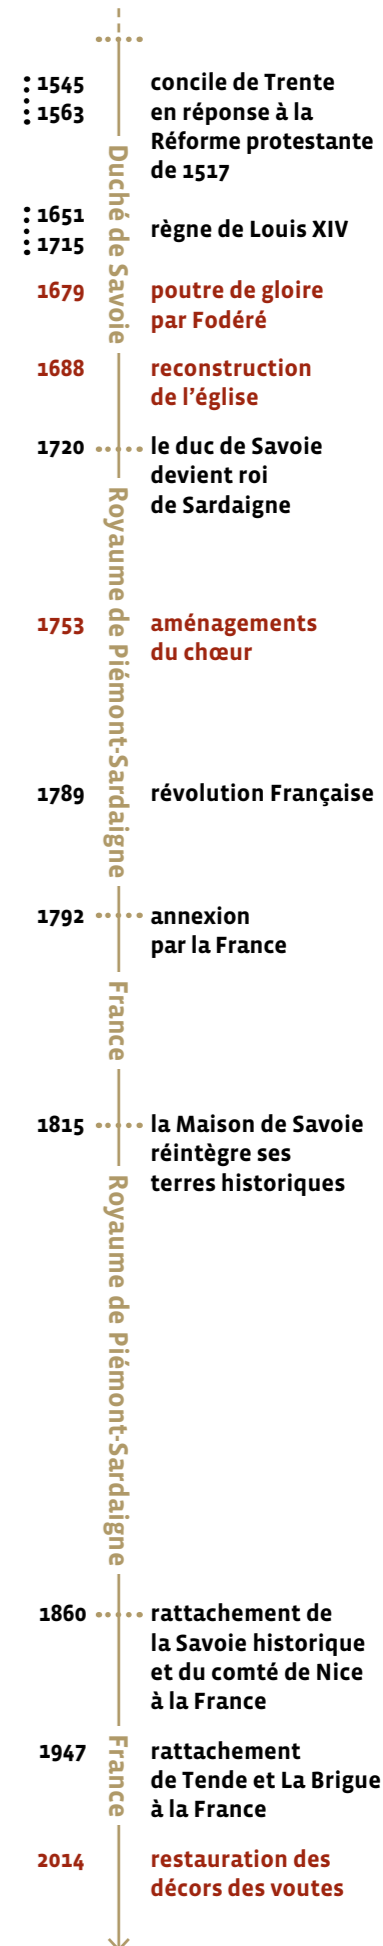 1545
1563
concile de Trente
en réponse à la
Réforme protestante
de 1517
Duché de Savoie
1651
1715
règne de Louis XIV
1679
poutre de gloire
par Fodéré
1688
reconstruction
de l’église
1720
le duc de Savoie
devient roi
de Sardaigne
Royaume de Piémont-Sardaigne
1753
aménagements
du chœur
1789
révolution Française
1792
annexion
par la France
France
1815
la Maison de Savoie
réintègre ses
terres historiques
Royaume de Piémont-Sardaigne
1860
rattachement de
la Savoie historique
et du comté de Nice
à la France
France
1947
rattachement
de Tende et La Brigue
à la France
2014
restauration des
décors des voutes